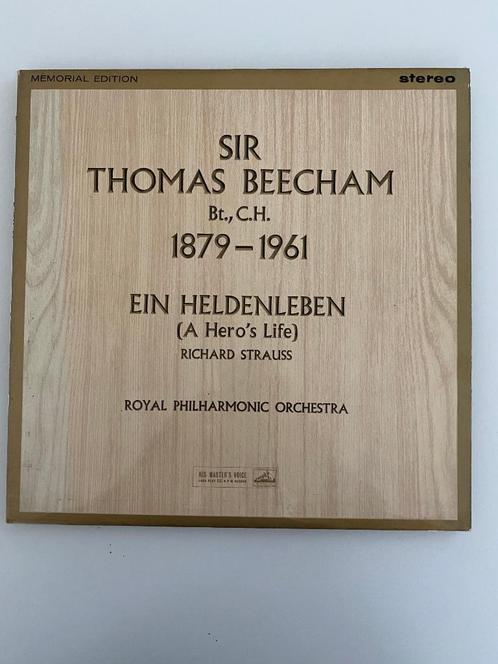 MEMORIAL EDITION
stereo
SIR
THOMAS BEECHAM
Bt., C.H.
1879-1961
EIN HELDENLEBEN
(A Hero's Life)
RICHARD STRAUSS
ROYAL PHILHARMONIC ORCHESTRA
HIS MASTER'S VOICE